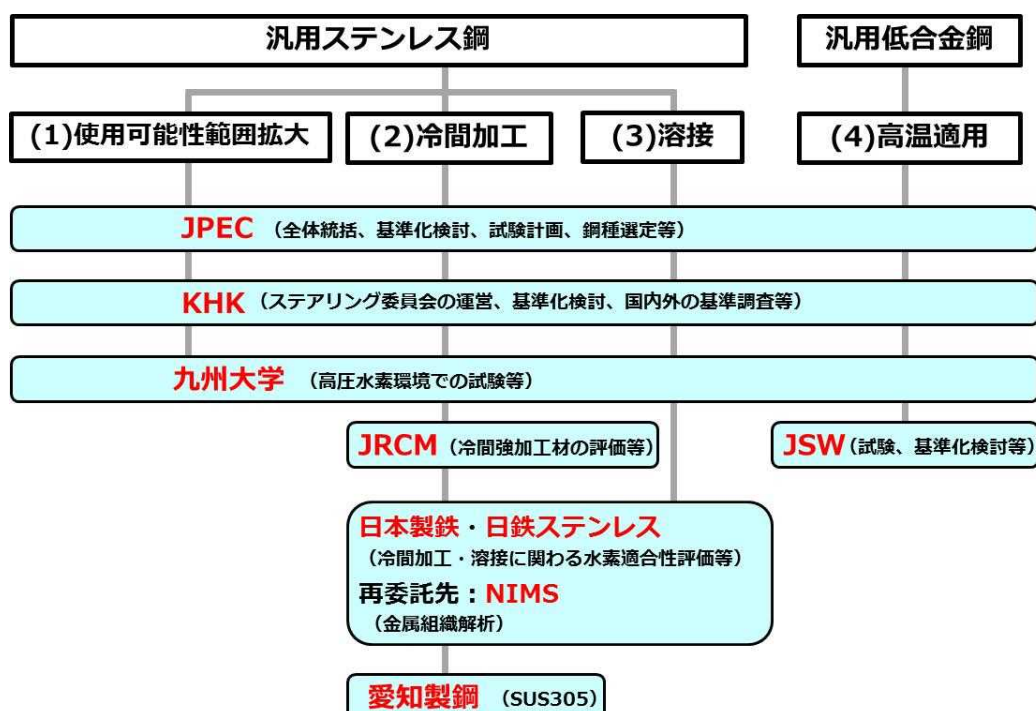 汎用ステンレス鋼
汎用低合金鋼
(1)使用可能性範囲拡大
(2)冷間加工
(3)溶接
(4)高温適用
JPEC（全体統括、基準化検討、試験計画、鋼種選定等）
KHK（ステアリング委員会の運営、基準化検討、国内外の基準調査等）
九州大学（高圧水素環境での試験等）
JRCM（冷間強加工材の評価等）
JSW（試験、基準化検討等）
日本製鉄・日鉄ステンレス
（冷間加工・溶接に関わる水素適合性評価等）
再委託先：NIMS
（金属組織解析）
愛知製鋼（SUS305）